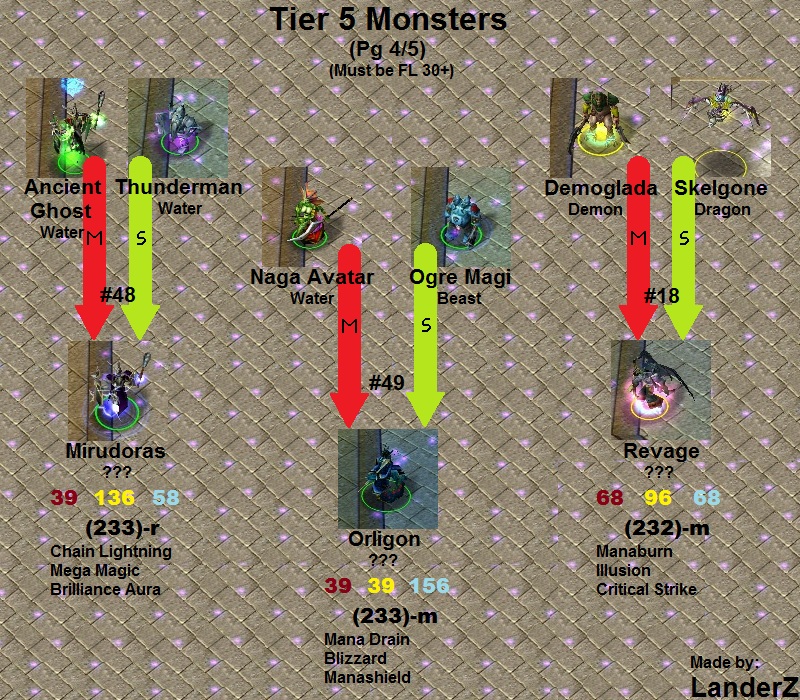 Tier 5 Monsters
(Pg 4/5)
(Must be FL 30+)
Ancient
Ghost
Water
Thunderman
Water
M
S
#48
Mirudoras
???
39 136 58
(233)-r
Chain Lightning
Mega Magic
Brilliance Aura
Naga Avatar
Water
Ogre Magi
Beast
M
S
#49
Orligon
???
39 39 156
(233)-m
Mana Drain
Blizzard
Manashield
Demoglada
Demon
Skelgone
Dragon
M
S
#18
Revage
???
68 96 68
(232)-m
Manaburn
Illusion
Critical Strike
Made by:
LanderZ